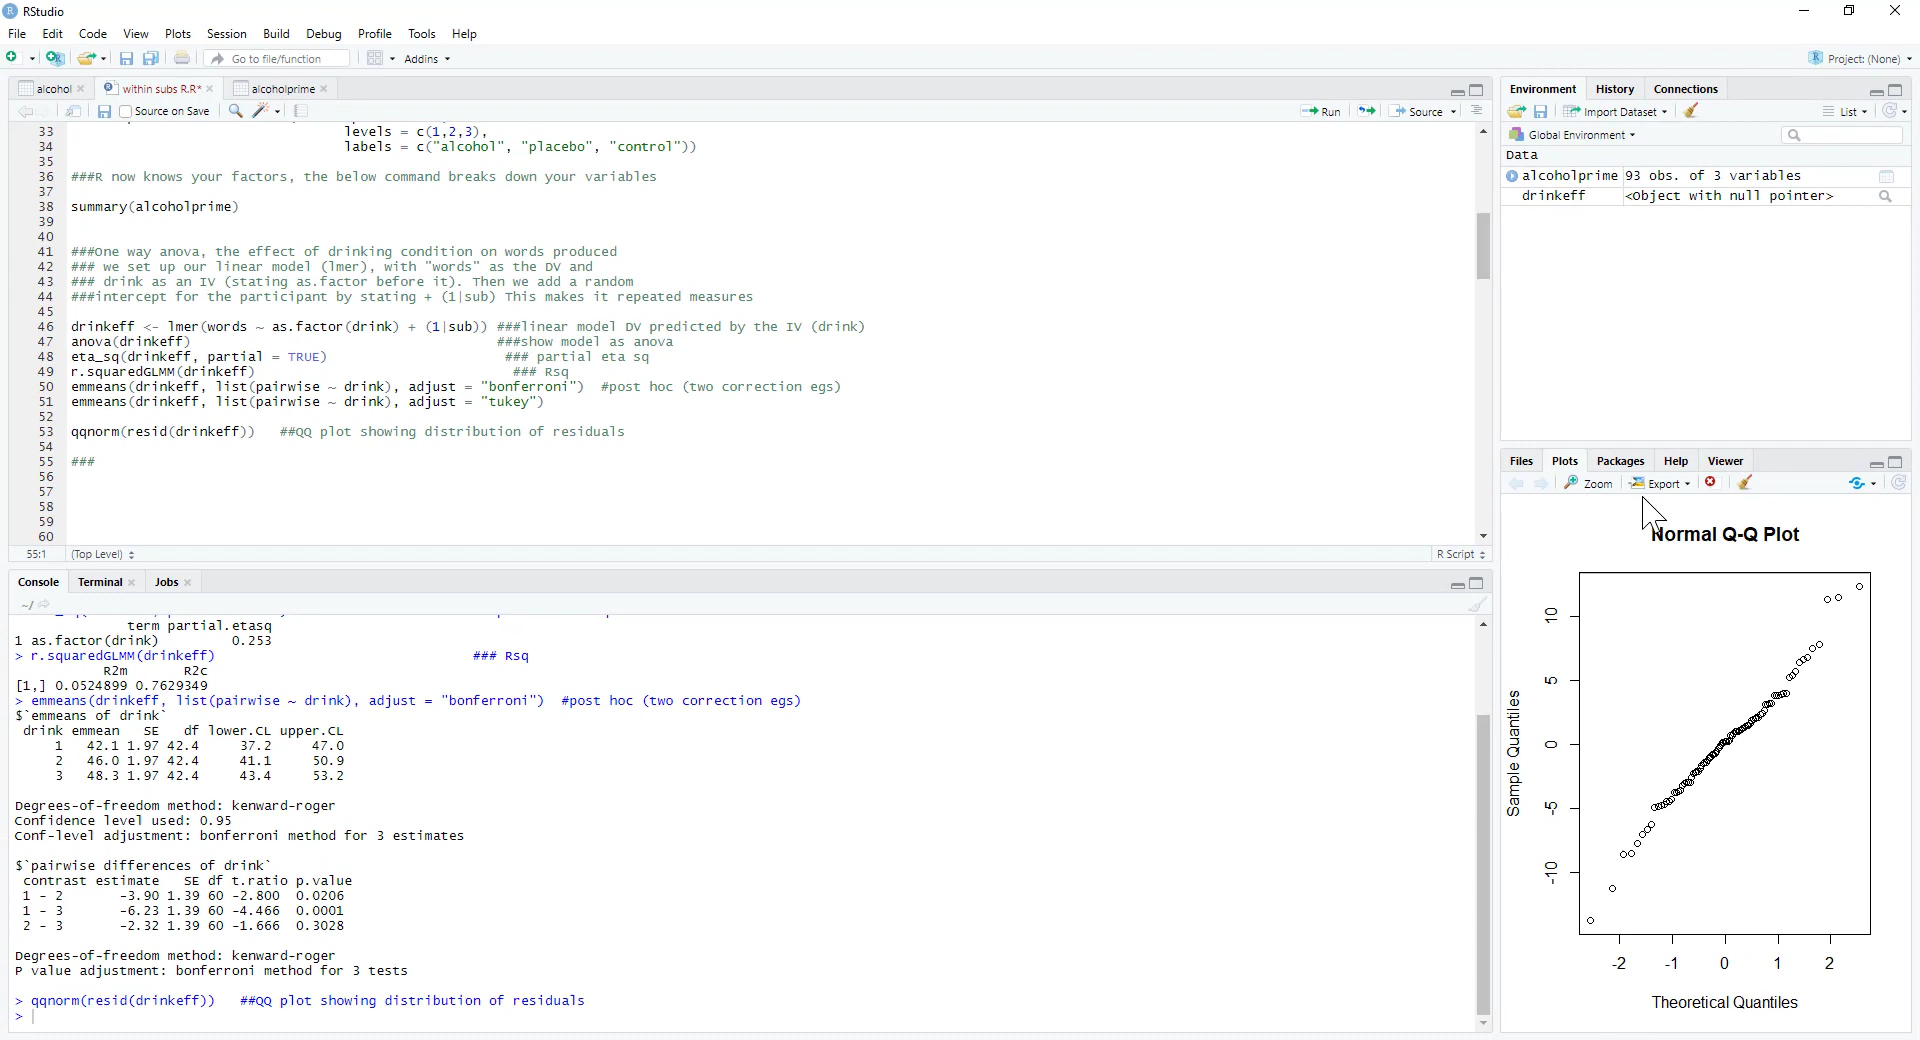 RStudio
File Edit Code View Plots Session Build Debug Profile Tools Help
Go to file/function Addins Project: (None)
alcohol within subs R.R* alcoholprime
Source on Save Run Source
33 levels = c(1,2,3),
34 labels = c("alcohol", "placebo", "control"))
35
36 ###R now knows your factors, the below command breaks down your variables
37
38 summary(alcoholprime)
39
40
41 ###One way anova, the effect of drinking condition on words produced
42 ### we set up our linear model (lmer), with "words" as the DV and
43 ### drink as an IV (stating as.factor before it). Then we add a random
44 ###intercept for the participant by stating + (1|sub) This makes it repeated measures
45
46 drinkeff <- lmer(words ~ as.factor(drink) + (1|sub)) ###linear model DV predicted by the IV (drink)
47 anova(drinkeff) ###show model as anova
48 eta_sq(drinkeff, partial = TRUE) ### partial eta sq
49 r.squaredGLMM(drinkeff) ### Rsq
50 emmeans(drinkeff, list(pairwise ~ drink), adjust = "bonferroni") #post hoc (two correction egs)
51 emmeans(drinkeff, list(pairwise ~ drink), adjust = "tukey")
52
53 qqnorm(resid(drinkeff)) ##QQ plot showing distribution of residuals
54
55 ###
56
57
58
59
60
55:1 (Top Level) R Script
Console Terminal Jobs
~/
term partial.etasq
1 as.factor(drink) 0.253
> r.squaredGLMM(drinkeff) ### Rsq
R2m R2c
[1,] 0.0524899 0.7629349
> emmeans(drinkeff, list(pairwise ~ drink), adjust = "bonferroni") #post hoc (two correction egs)
$`emmeans of drink`
drink emmean SE df lower.CL upper.CL
1 42.1 1.97 42.4 37.2 47.0
2 46.0 1.97 42.4 41.1 50.9
3 48.3 1.97 42.4 43.4 53.2
Degrees-of-freedom method: kenward-roger
Confidence level used: 0.95
Conf-level adjustment: bonferroni method for 3 estimates
$`pairwise differences of drink`
contrast estimate SE df t.ratio p.value
1 - 2 -3.90 1.39 60 -2.800 0.0206
1 - 3 -6.23 1.39 60 -4.466 0.0001
2 - 3 -2.32 1.39 60 -1.666 0.3028
Degrees-of-freedom method: kenward-roger
P value adjustment: bonferroni method for 3 tests
> qqnorm(resid(drinkeff)) ##QQ plot showing distribution of residuals
>
Environment History Connections
Import Dataset List
Global Environment
Data
alcoholprime 93 obs. of 3 variables
drinkeff <Object with null pointer>
Files Plots Packages Help Viewer
Zoom Export
Normal Q-Q Plot
Sample Quantiles
10
5
0
-5
-10
-2 -1 0 1 2
Theoretical Quantiles